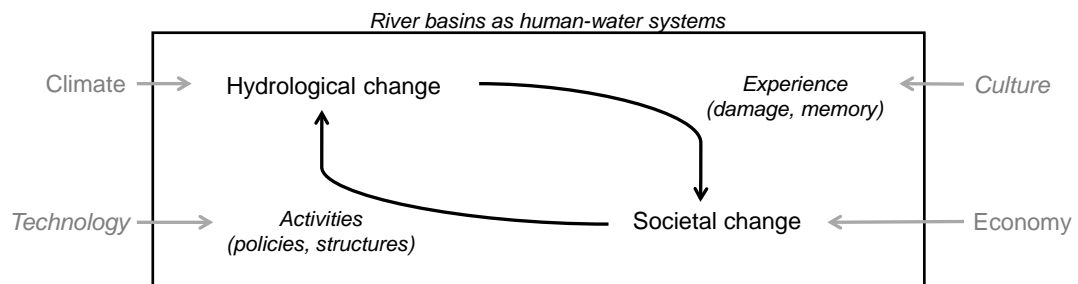 River basins as human-water systems
Climate
Hydrological change
Experience
(damage, memory)
Culture
Technology
Activities
(policies, structures)
Societal change
Economy